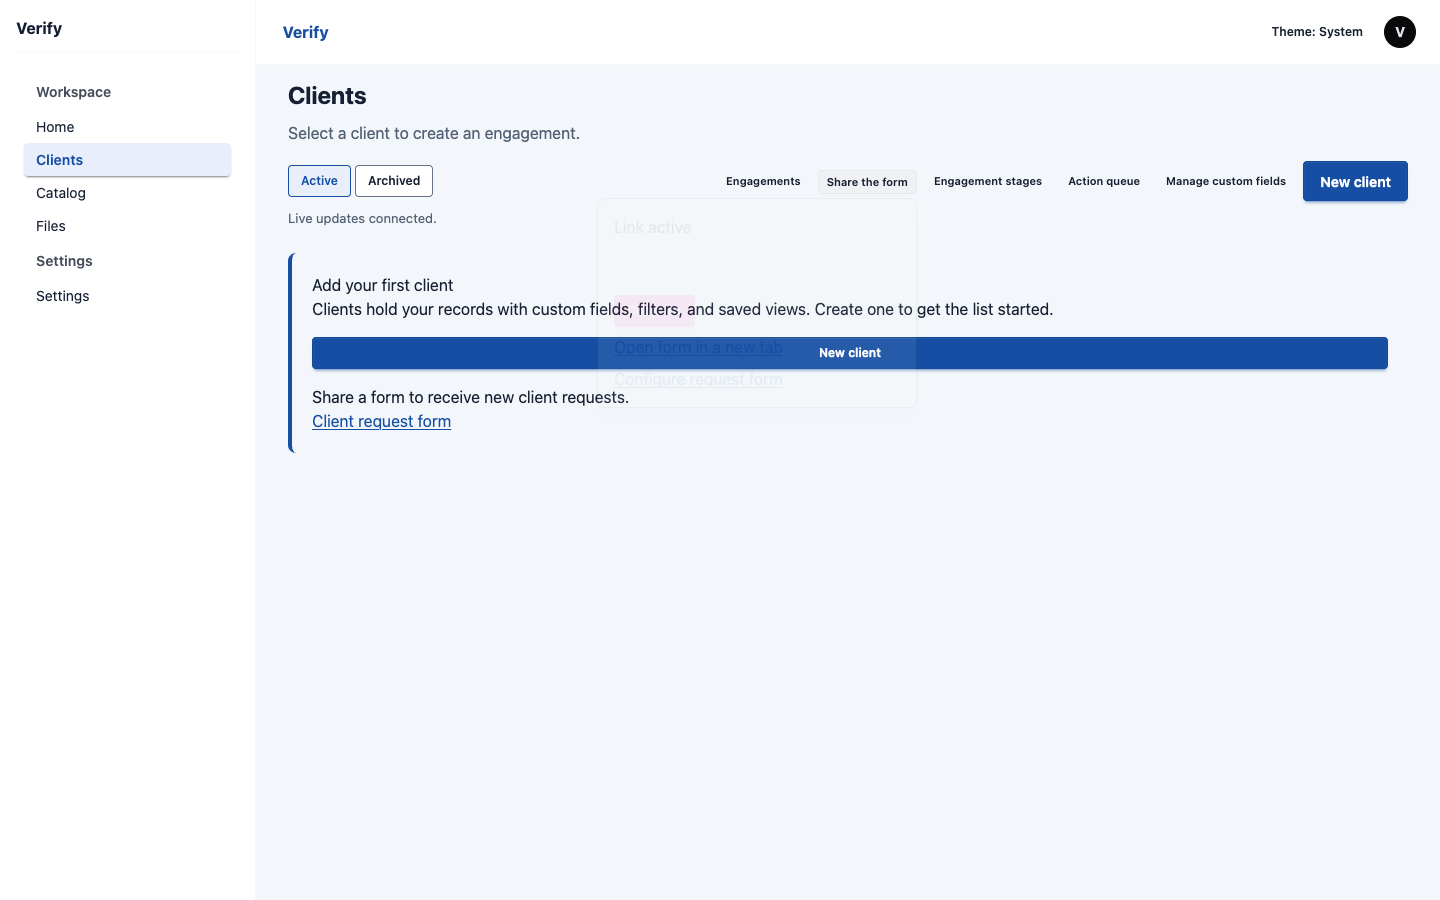 Verify
Workspace
Home
Clients
Catalog
Files
Settings
Settings
Verify
Theme: System
V
Clients
Select a client to create an engagement.
Active
Archived
Engagements
Share the form
Engagement stages
Action queue
Manage custom fields
New client
Live updates connected.
Link active
Add your first client
Clients hold your records with custom fields, filters, and saved views. Create one to get the list started.
Open form in a new tab
New client
Configure request form
Share a form to receive new client requests.
Client request form